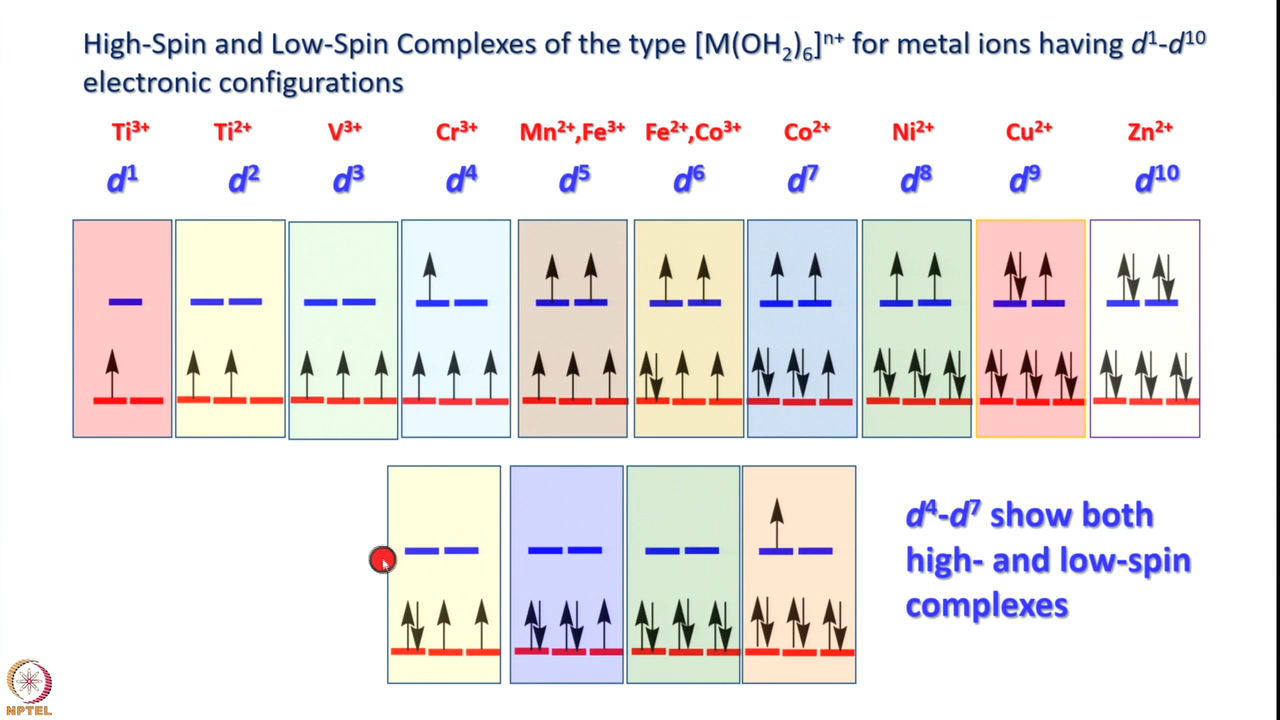 High-Spin and Low-Spin Complexes of the type [M(OH₂)₆]ⁿ⁺ for metal ions having d¹-d¹⁰
electronic configurations
Ti³⁺ Ti²⁺ V³⁺ Cr³⁺ Mn²⁺,Fe³⁺ Fe²⁺,Co³⁺ Co²⁺ Ni²⁺ Cu²⁺ Zn²⁺
d¹ d² d³ d⁴ d⁵ d⁶ d⁷ d⁸ d⁹ d¹⁰
d⁴-d⁷ show both
high- and low-spin
complexes
NPTEL